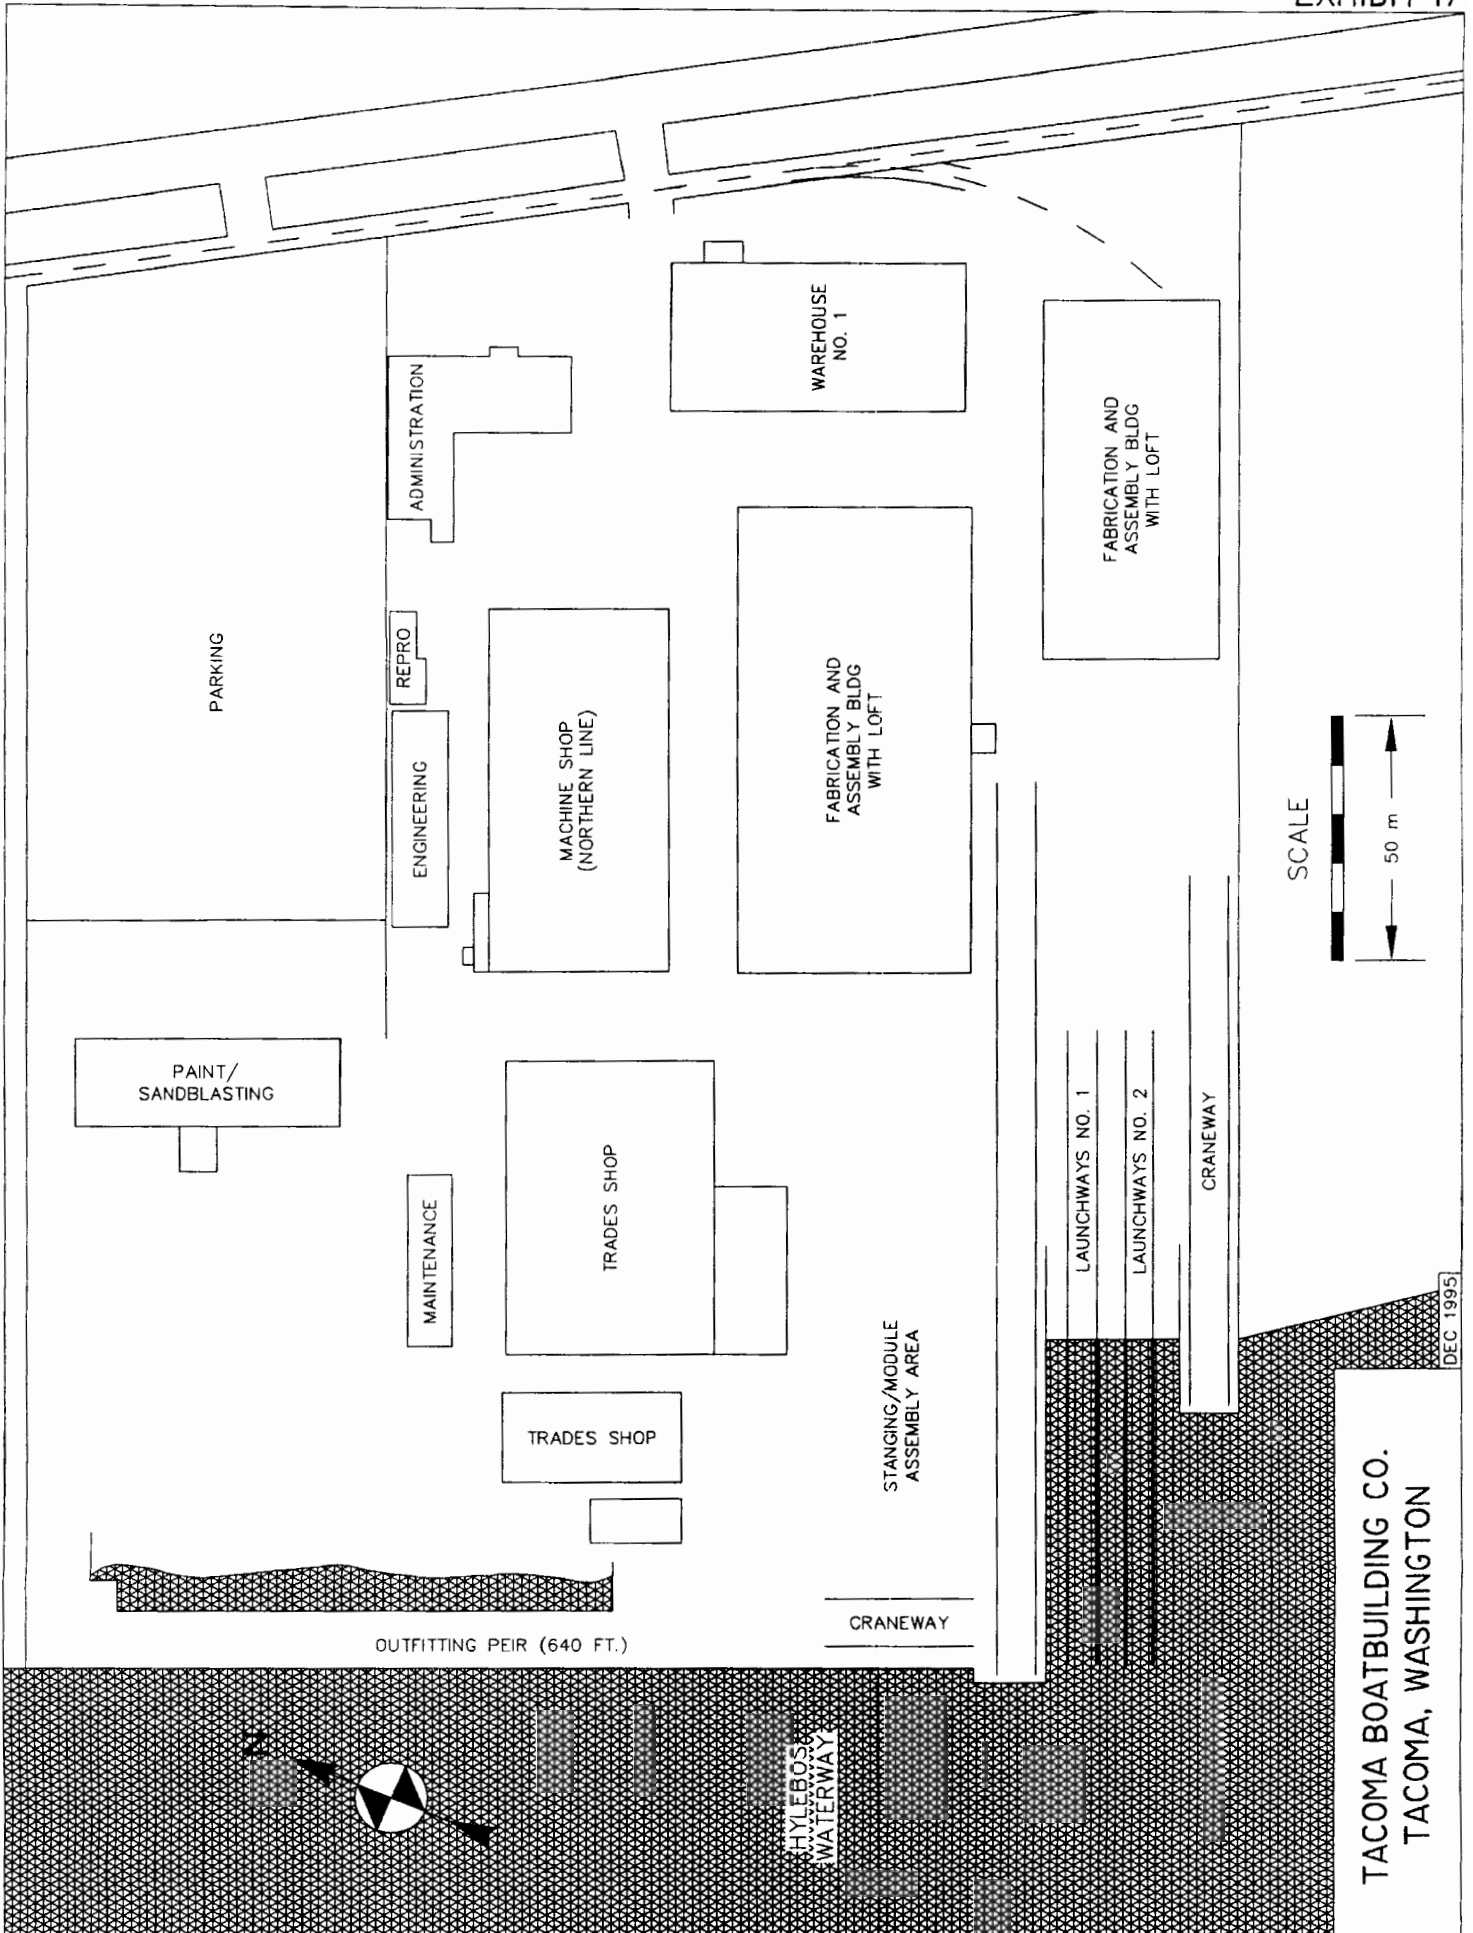 EXHIBIT 17
PARKING
ADMINISTRATION
WAREHOUSE
NO. 1
REPRO
ENGINEERING
MACHINE SHOP
(NORTHERN LINE)
FABRICATION AND
ASSEMBLY BLDG
WITH LOFT
FABRICATION AND
ASSEMBLY BLDG
WITH LOFT
PAINT/
SANDBLASTING
MAINTENANCE
TRADES SHOP
TRADES SHOP
STANGING/MODULE
ASSEMBLY AREA
LAUNCHWAYS NO. 1
LAUNCHWAYS NO. 2
CRANEWAY
CRANEWAY
OUTFITTING PEIR (640 FT.)
HYLEBOS
WATERWAY
N
SCALE
50 m
DEC 1995
TACOMA BOATBUILDING CO.
TACOMA, WASHINGTON